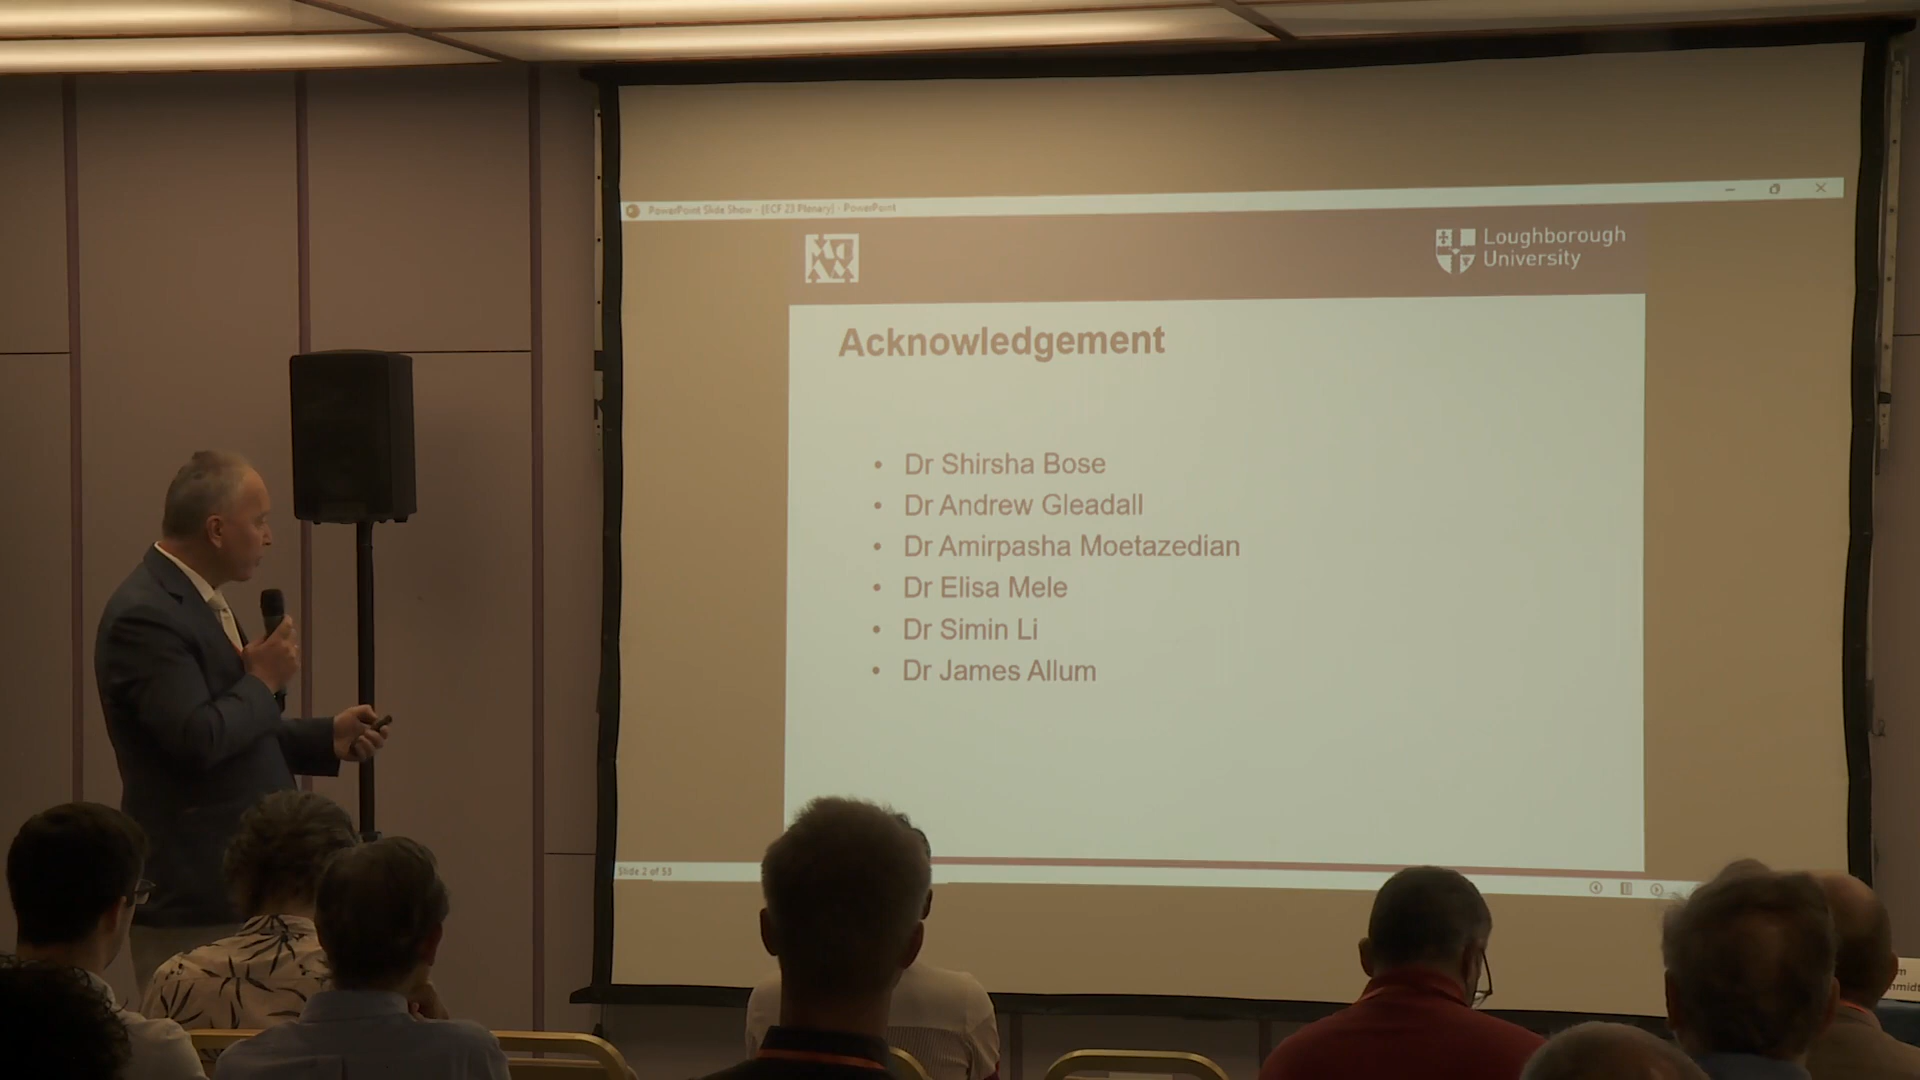 PowerPoint Slide Show - [ECF 23 Plenary] - PowerPoint
Loughborough
University
Acknowledgement
• Dr Shirsha Bose
• Dr Andrew Gleadall
• Dr Amirpasha Moetazedian
• Dr Elisa Mele
• Dr Simin Li
• Dr James Allum
Slide 2 of 53